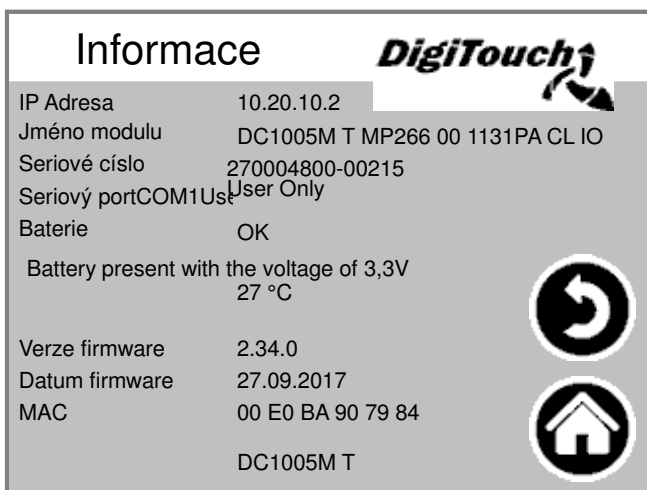 Informace
DigiTouch
IP Adresa 10.20.10.2
Jméno modulu DC1005M T MP266 00 1131PA CL IO
Seriové císlo 270004800-00215
Seriový portCOM1Use User Only
Baterie OK
Battery present with the voltage of 3,3V
27 °C
Verze firmware 2.34.0
Datum firmware 27.09.2017
MAC 00 E0 BA 90 79 84
DC1005M T